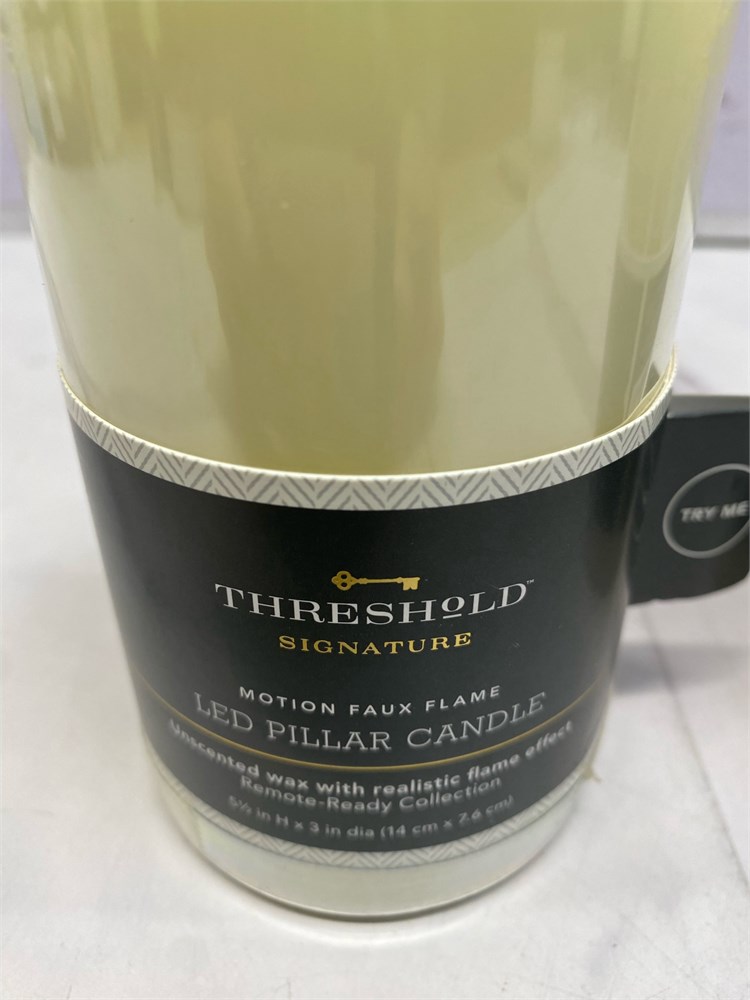 THRESHOLD™
SIGNATURE
MOTION FAUX FLAME
LED PILLAR CANDLE
Unscented wax with realistic flame effect
Remote-Ready Collection
5½ in H x 3 in dia (14 cm x 7.6 cm)
TRY ME